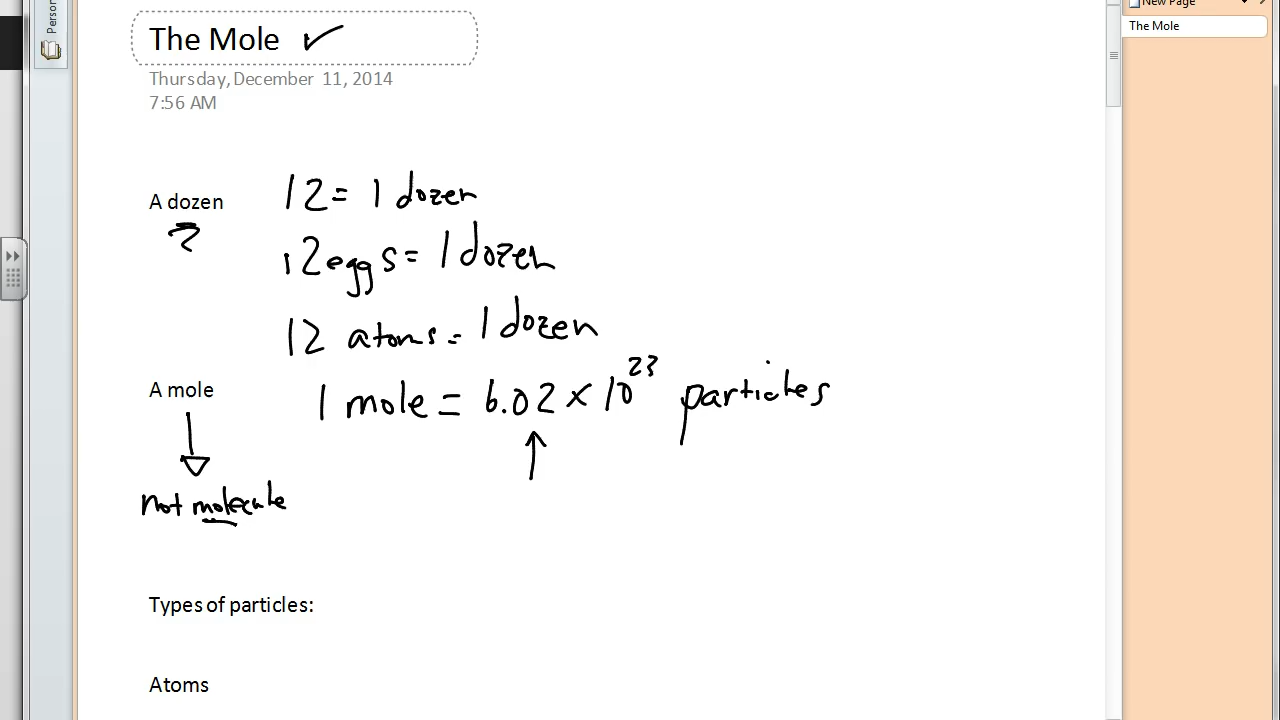 New Page
Person
The Mole
The Mole
Thursday, December 11, 2014
7:56 AM
A dozen
12 = 1 dozen
12 eggs = 1 dozen
12 atoms = 1 dozen
A mole
1 mole = 6.02 × 10²³ particles
not molecule
Types of particles:
Atoms